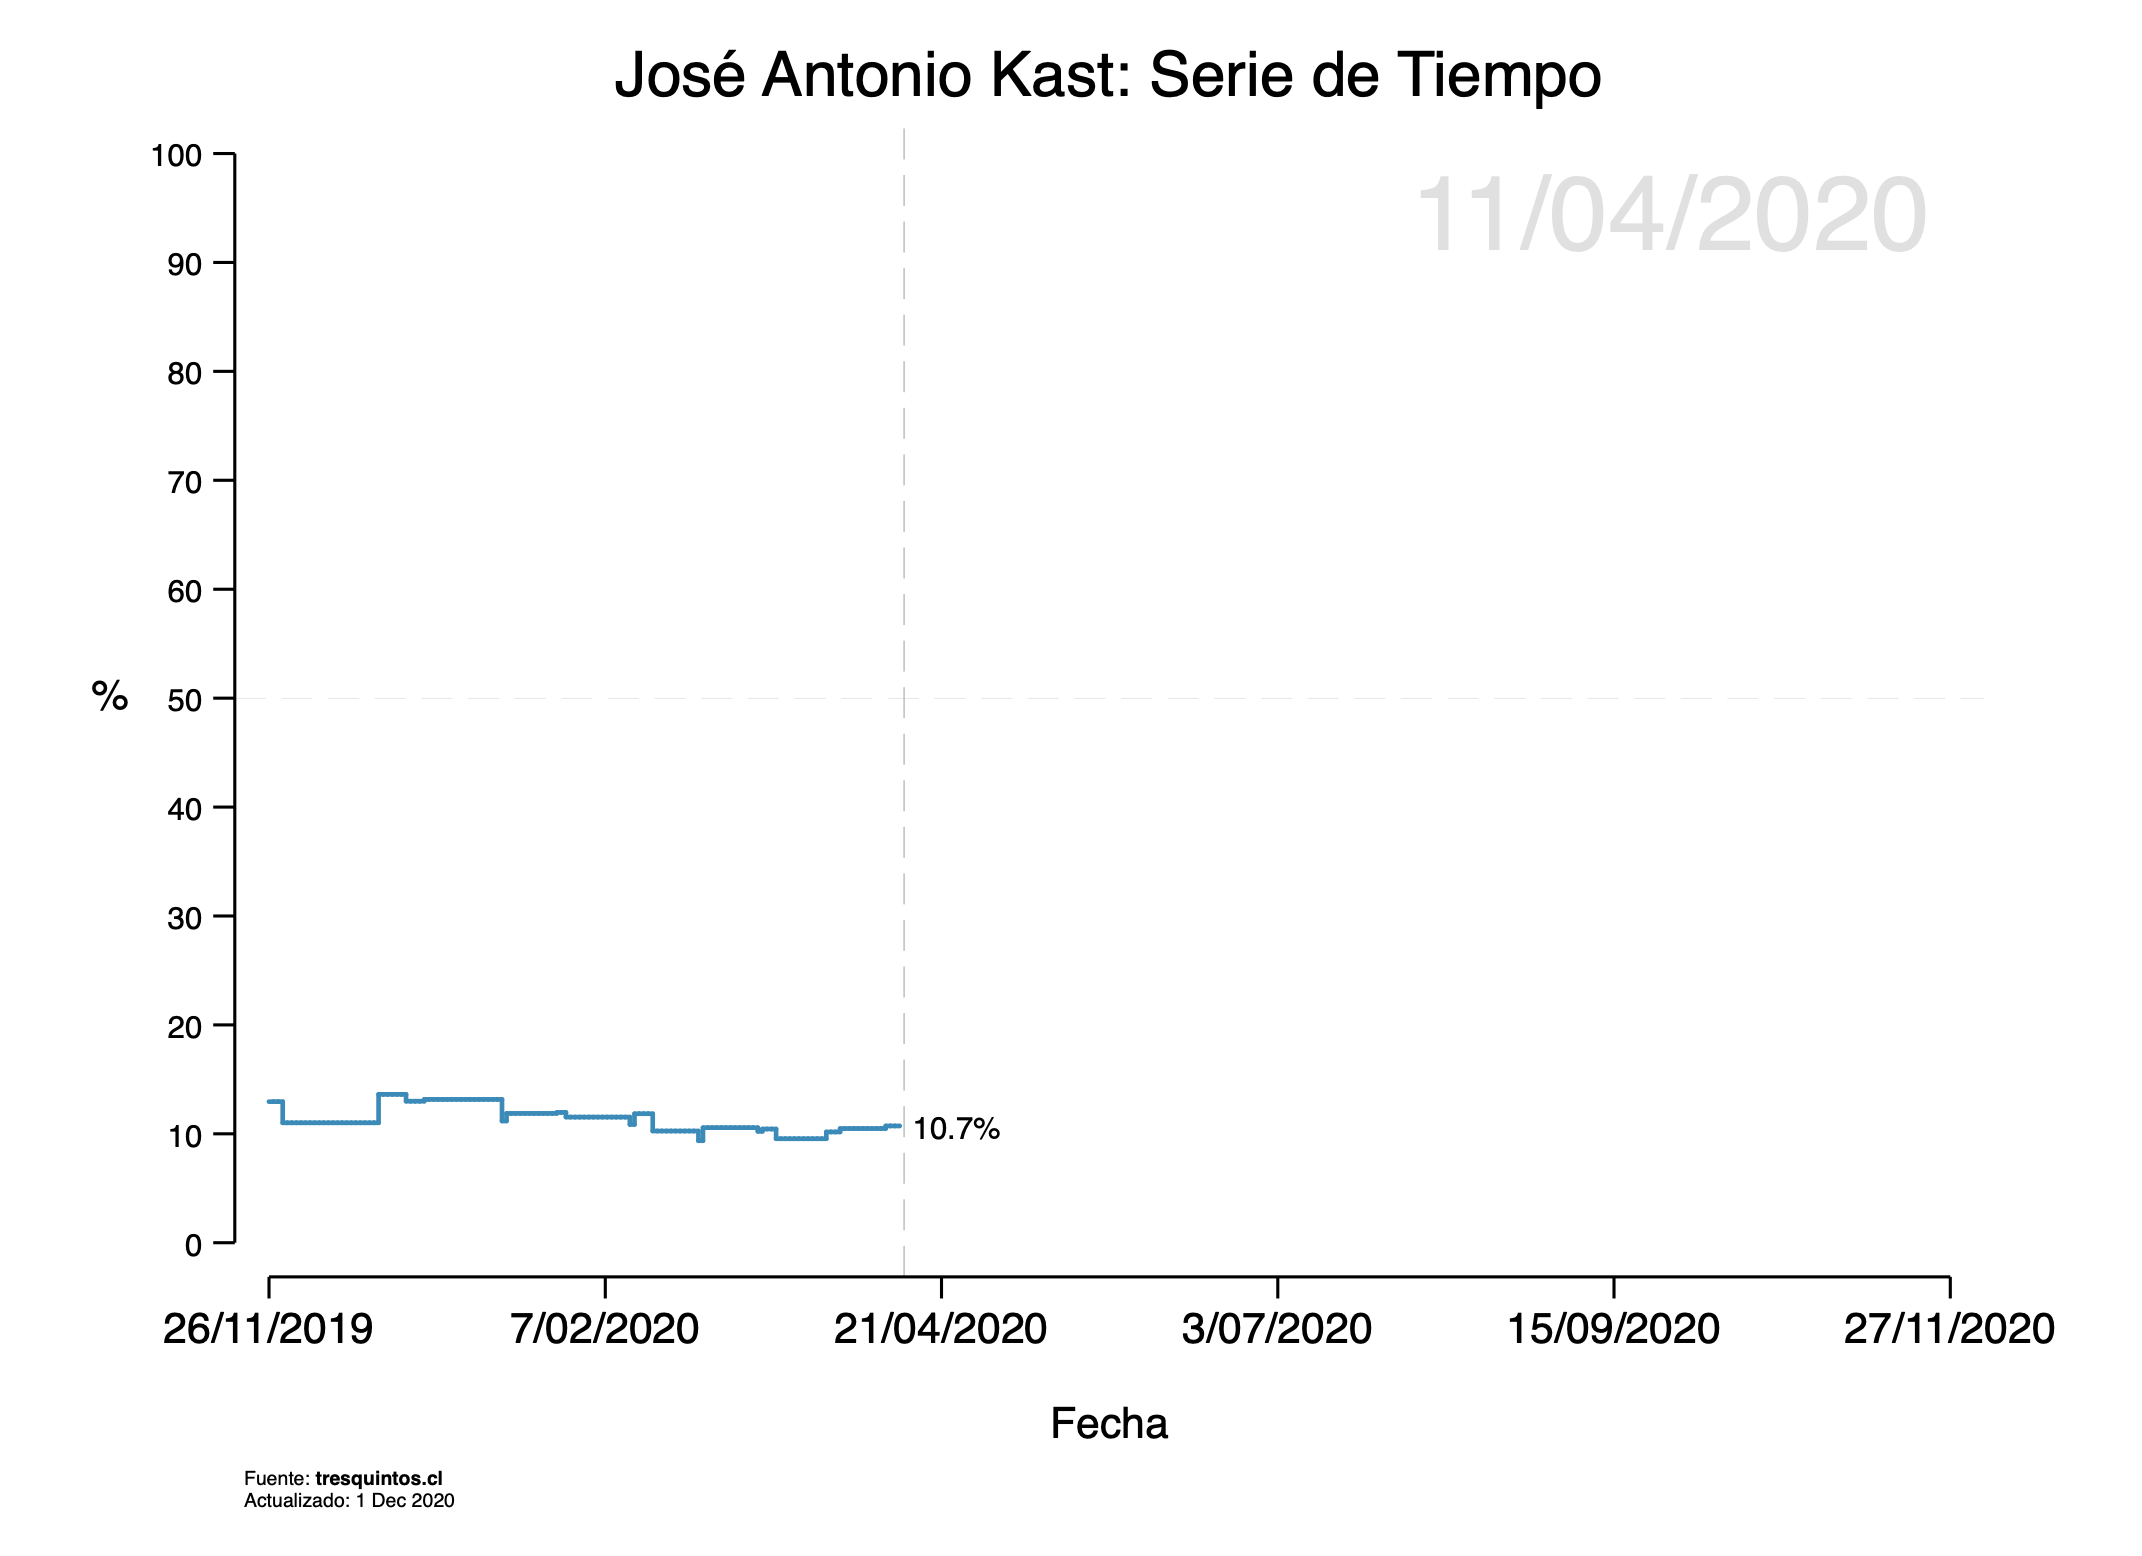 José Antonio Kast: Serie de Tiempo
11/04/2020
100
90
80
70
60
50
40
30
20
10
0
%
10.7%
26/11/2019 7/02/2020 21/04/2020 3/07/2020 15/09/2020 27/11/2020
Fecha
Fuente: tresquintos.cl
Actualizado: 1 Dec 2020